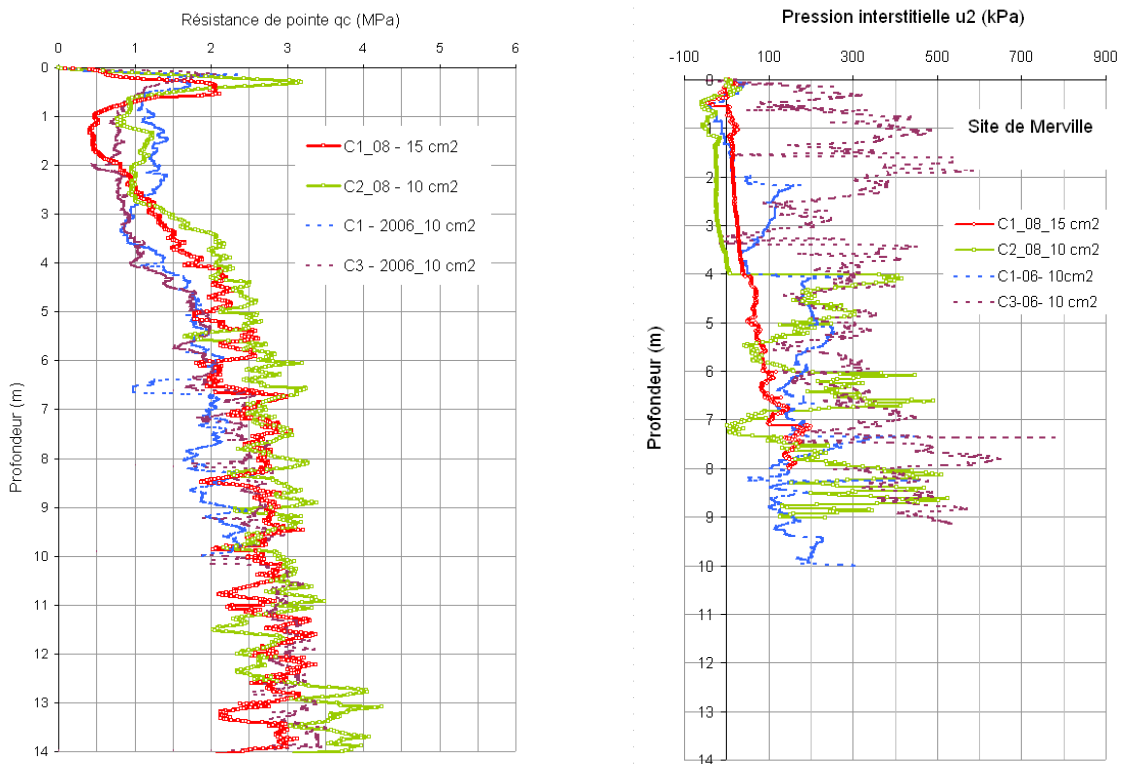 Résistance de pointe qc (MPa)
0 1 2 3 4 5 6
0
1
2
3
4
5
6
7
8
9
10
11
12
13
14
Profondeur (m)
C1_08 - 15 cm2
C2_08 - 10 cm2
C1 - 2006_10 cm2
C3 - 2006_10 cm2
Pression interstitielle u2 (kPa)
-100 100 300 500 700 900
0
1
2
3
4
5
6
7
8
9
10
11
12
13
14
Profondeur (m)
Site de Merville
C1_08_15 cm2
C2_08_10 cm2
C1-06- 10cm2
C3-06- 10 cm2